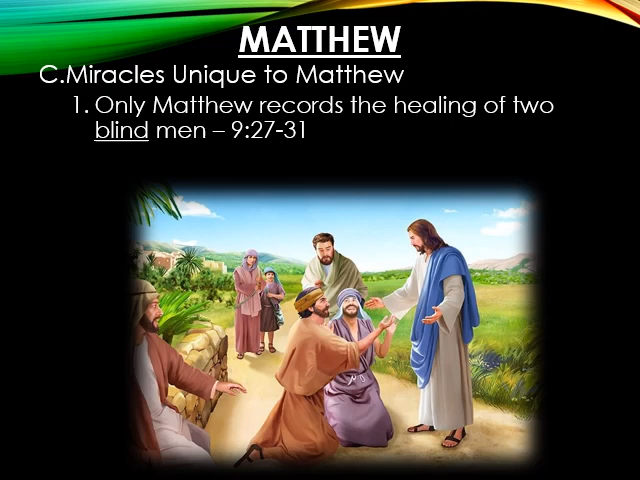 MATTHEW
C.Miracles Unique to Matthew
1. Only Matthew records the healing of two
blind men – 9:27-31